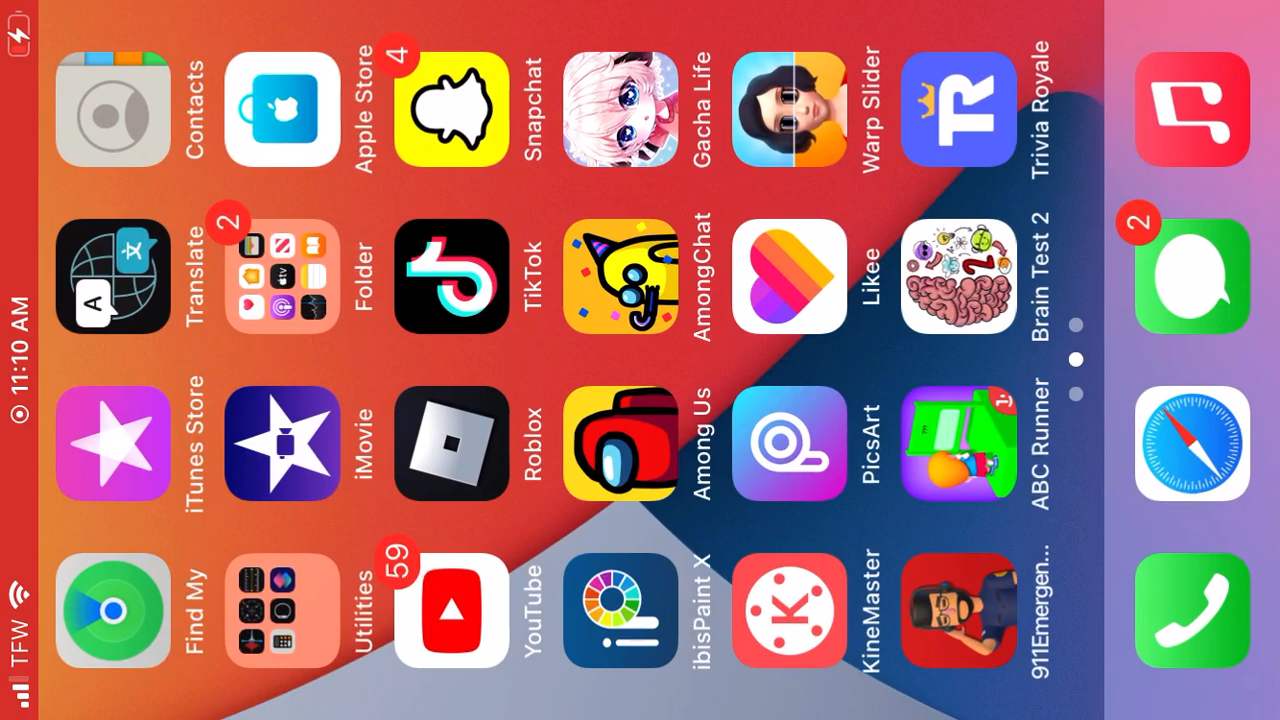 TFW 11:10 AM
Find My iTunes Store Translate Contacts
2
Utilities iMovie Folder Apple Store
59 4
YouTube Roblox TikTok Snapchat
ibisPaint X Among Us AmongChat Gacha Life
KineMaster PicsArt Likee Warp Slider
TR
911Emergen... ABC Runner Brain Test 2 Trivia Royale
2